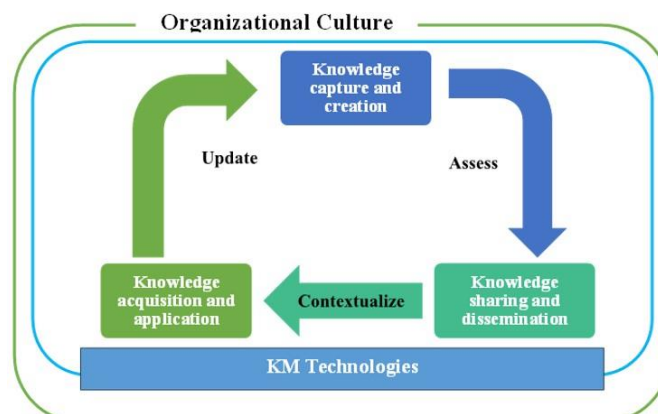 Organizational Culture
Knowledge
capture and
creation
Update
Assess
Knowledge
acquisition and
application
Contextualize
Knowledge
sharing and
dissemination
KM Technologies